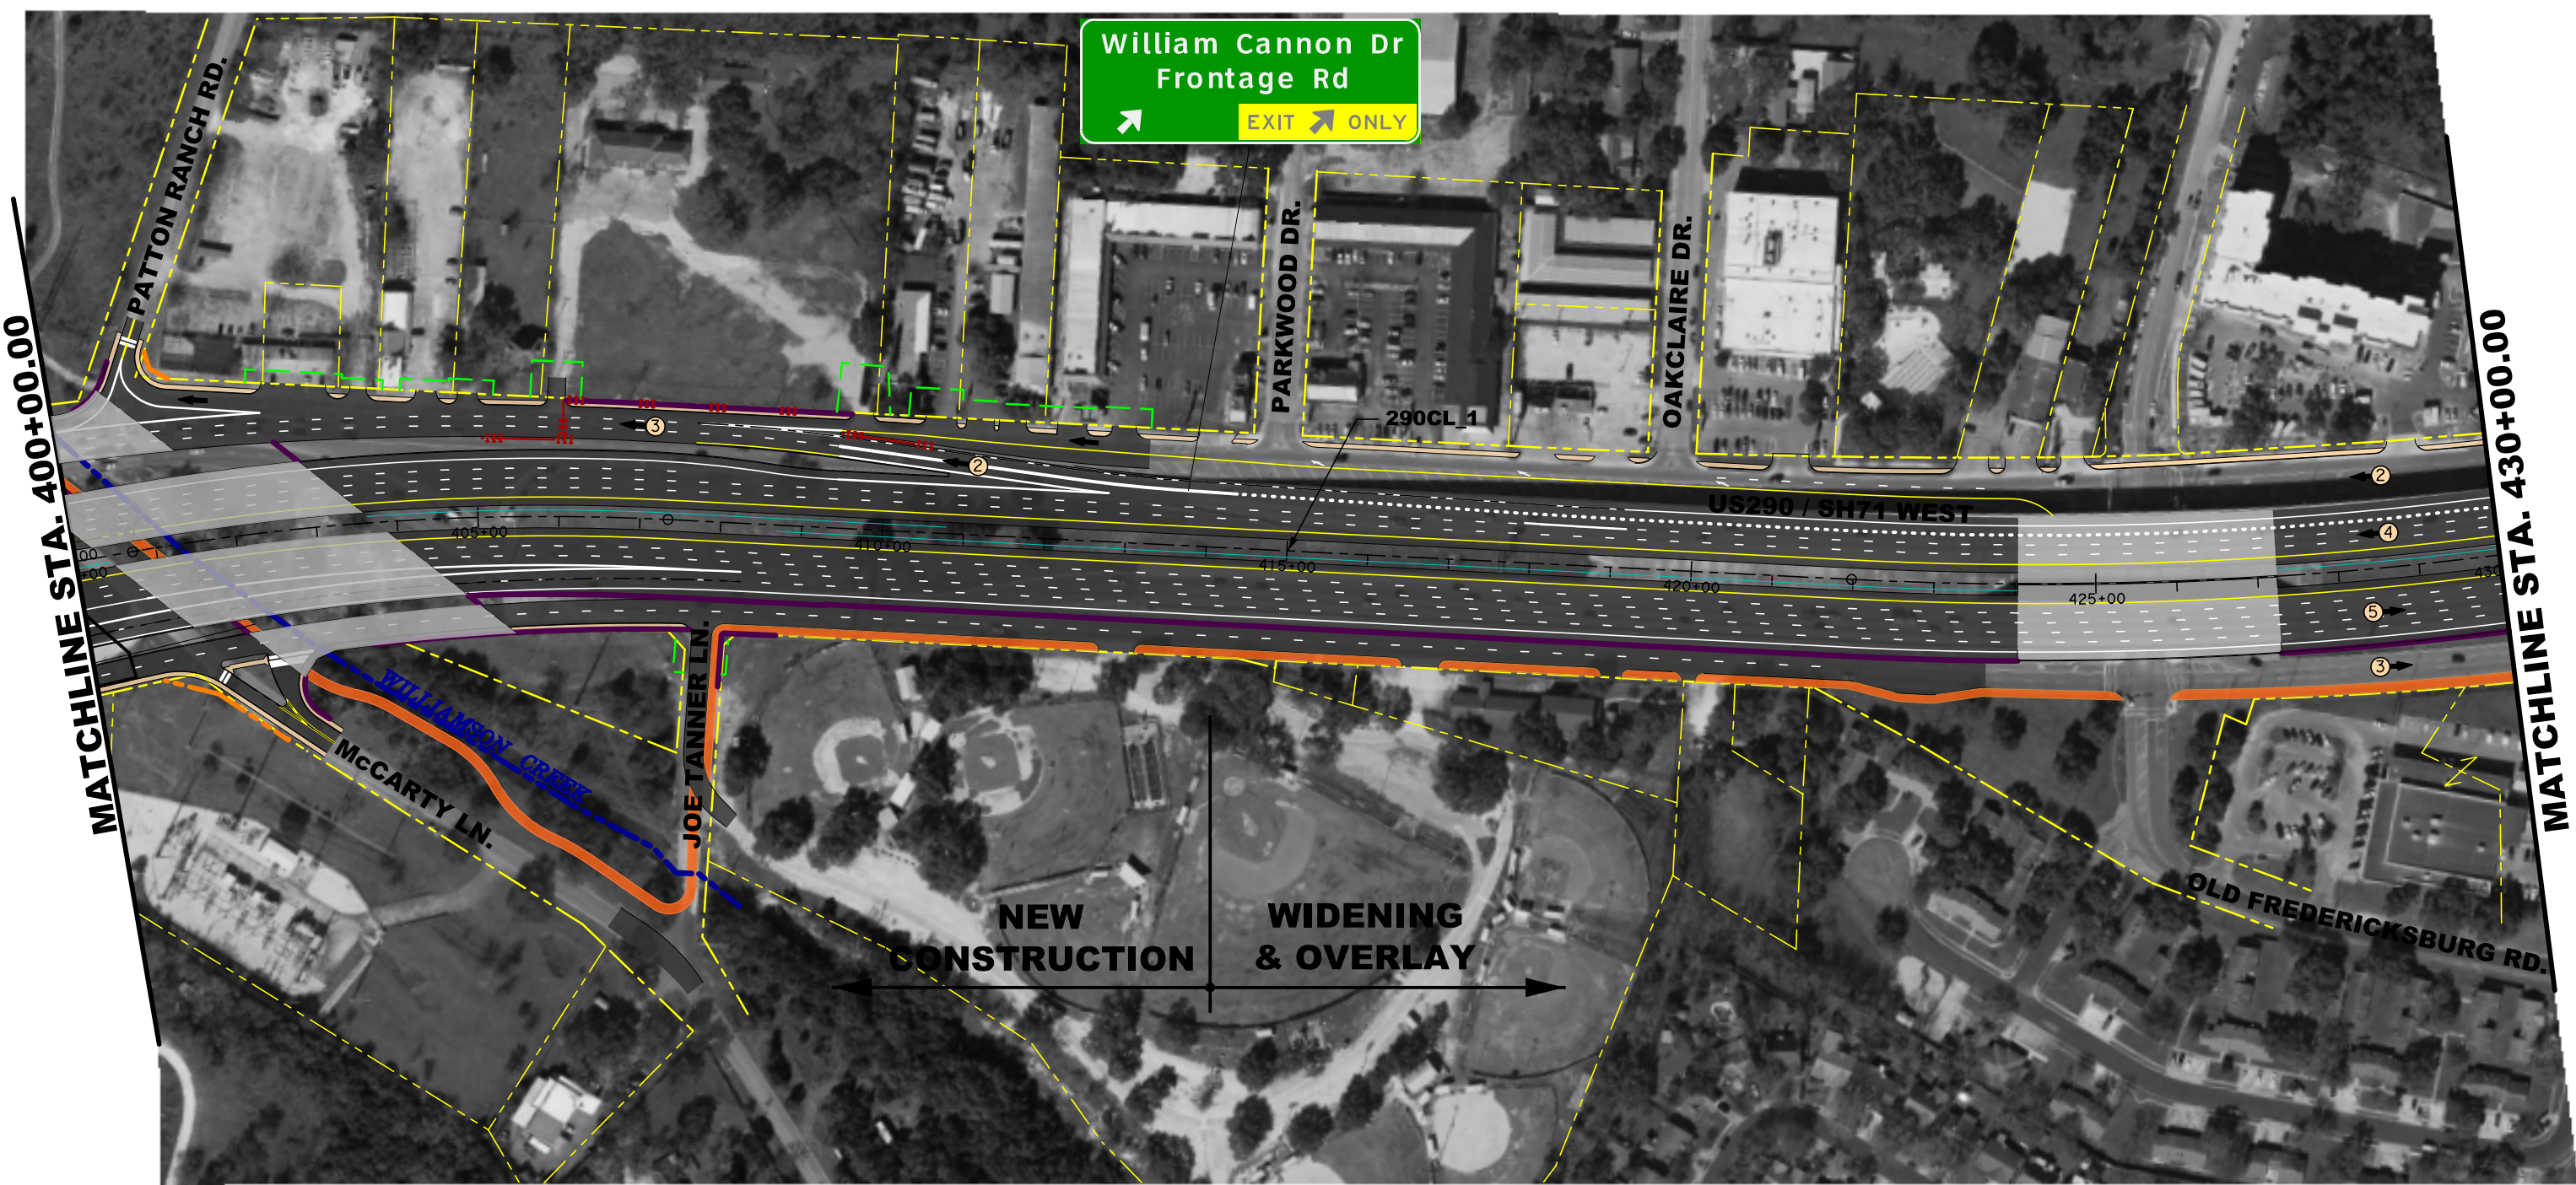 William Cannon Dr
Frontage Rd
EXIT ONLY
PATTON RANCH RD.
PARKWOOD DR.
OAKCLAIRE DR.
MATCHLINE STA. 400+00.00
MATCHLINE STA. 430+00.00
290CL_1
US290 / SH71 WEST
3
2
2
4
5
3
405+00
410+00
415+00
420+00
425+00
430
00
+00
WILLIAMSON CREEK
McCARTY LN.
JOE TANNER LN.
OLD FREDERICKSBURG RD.
NEW
CONSTRUCTION
WIDENING
& OVERLAY